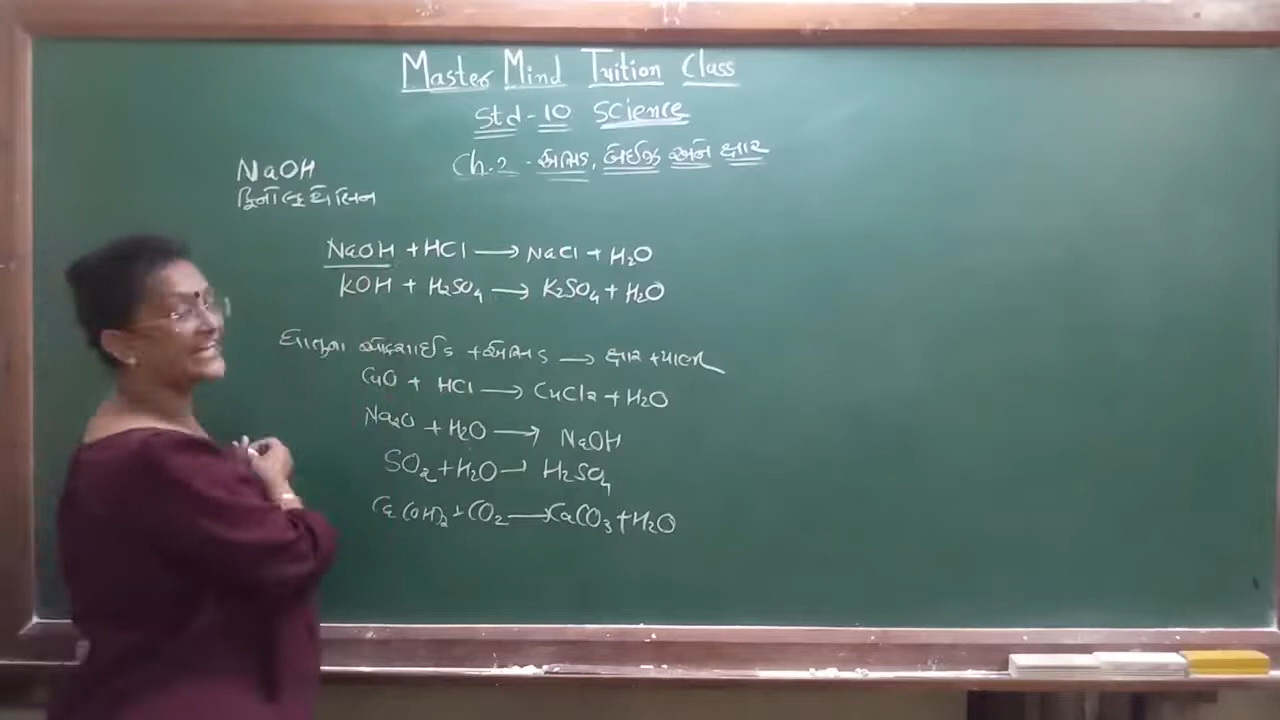 Master Mind Tuition Class
Std-10 Science
Ch.2 - એસિડ, બેઈઝ અને ક્ષાર
NaOH
ફિનોલ્ફથેલિન
NaOH + HCl → NaCl + H₂O
KOH + H₂SO₄ → K₂SO₄ + H₂O
ધાતુના ઓક્સાઈડ + એસિડ → ક્ષાર + પાણી
CuO + HCl → CuCl₂ + H₂O
Na₂O + H₂O → NaOH
SO₂ + H₂O → H₂SO₄
Ca(OH)₂ + CO₂ → CaCO₃ + H₂O